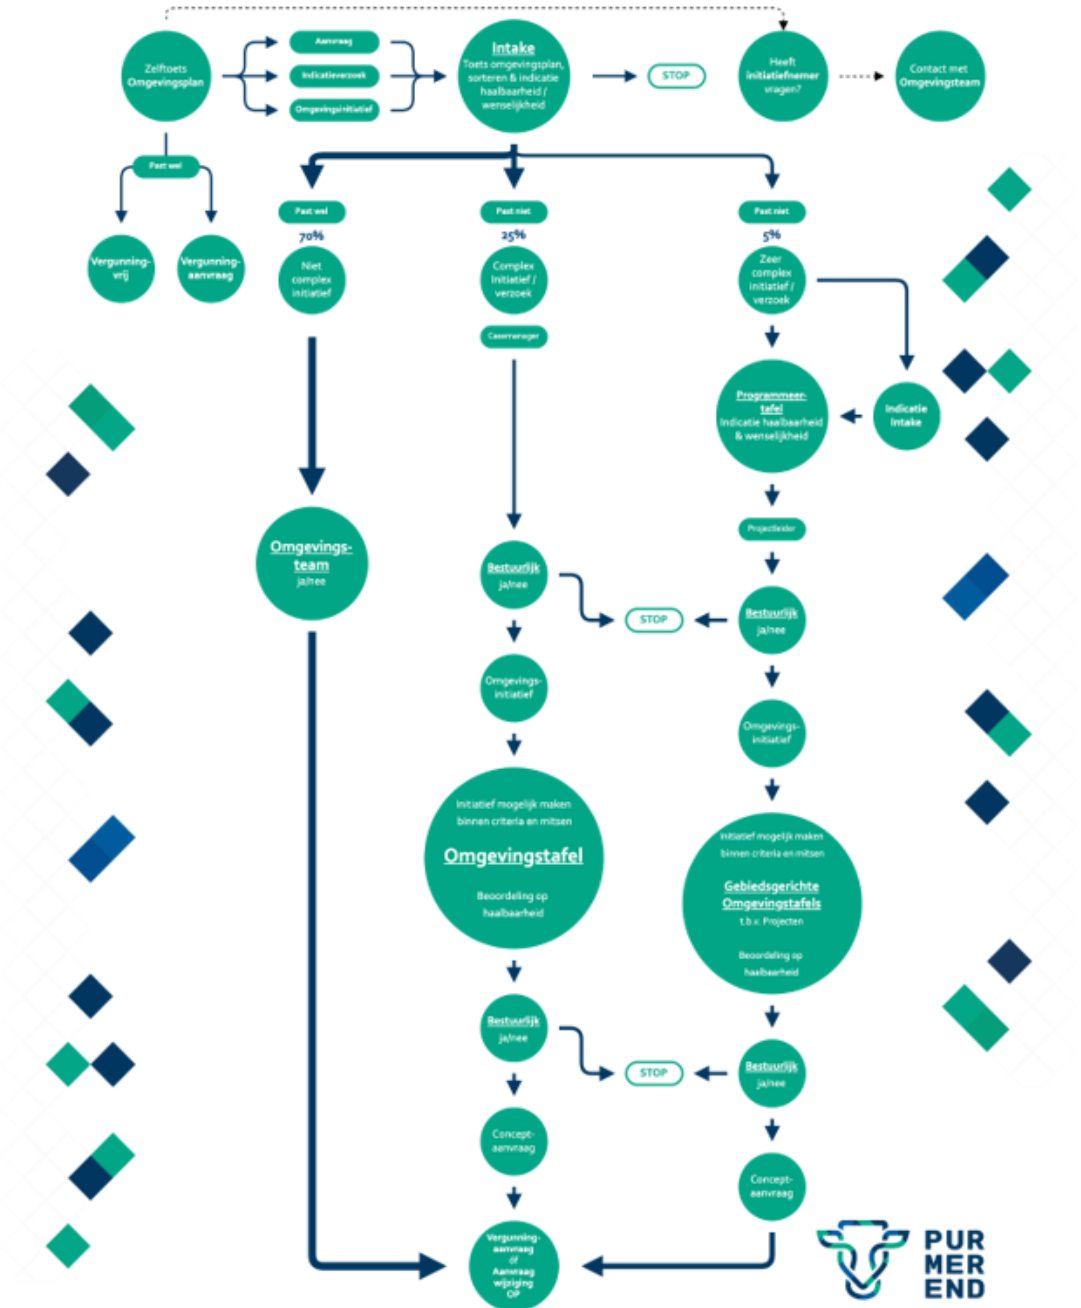 Zelftoets
Omgevingsplan
Aanvraag
Indicatieverzoek
Omgevingsinitiatief
Intake
Toets omgevingsplan,
sorteren & indicatie
haalbaarheid /
wenselijkheid
STOP
Heeft
initiatiefnemer
vragen?
Contact met
Omgevingsteam
Past wel
Vergunning-
vrij
Vergunning-
aanvraag
Past wel
70%
Niet
complex
initiatief
Past niet
25%
Complex
initiatief /
verzoek
Casemanager
Past niet
5%
Zeer
complex
initiatief /
verzoek
Programmeer-
tafel
Indicatie haalbaarheid
& wenselijkheid
Indicatie
Intake
Projectleider
Omgevings-
team
ja/nee
Bestuurlijk
ja/nee
STOP
Bestuurlijk
ja/nee
Omgevings-
initiatief
Omgevings-
initiatief
Initiatief mogelijk maken
binnen criteria en mitsen
Omgevingstafel
Beoordeling op
haalbaarheid
Initiatief mogelijk maken
binnen criteria en mitsen
Gebiedsgerichte
Omgevingstafels
t.b.v. Projecten
Beoordeling op
haalbaarheid
Bestuurlijk
ja/nee
STOP
Bestuurlijk
ja/nee
Concept-
aanvraag
Concept-
aanvraag
Vergunning-
aanvraag
óf
Aanvraag
wijziging
OP
PUR
MER
END